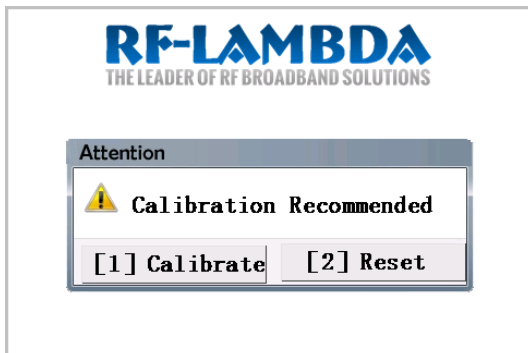 RF-LAMBDA
THE LEADER OF RF BROADBAND SOLUTIONS
Attention
Calibration Recommended
[1] Calibrate [2] Reset